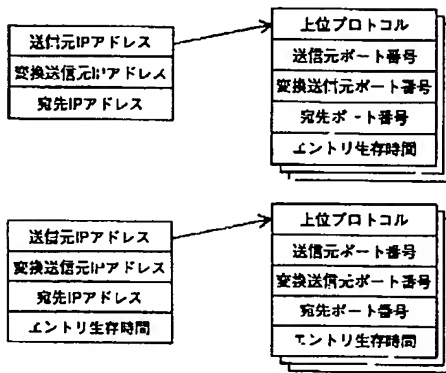 送信元IPアドレス
変換送信元IPアドレス
宛先IPアドレス
上位プロトコル
送信元ポート番号
変換送信元ポート番号
宛先ポート番号
エントリ生存時間
送信元IPアドレス
変換送信元IPアドレス
宛先IPアドレス
エントリ生存時間
上位プロトコル
送信元ポート番号
変換送信元ポート番号
宛先ポート番号
エントリ生存時間